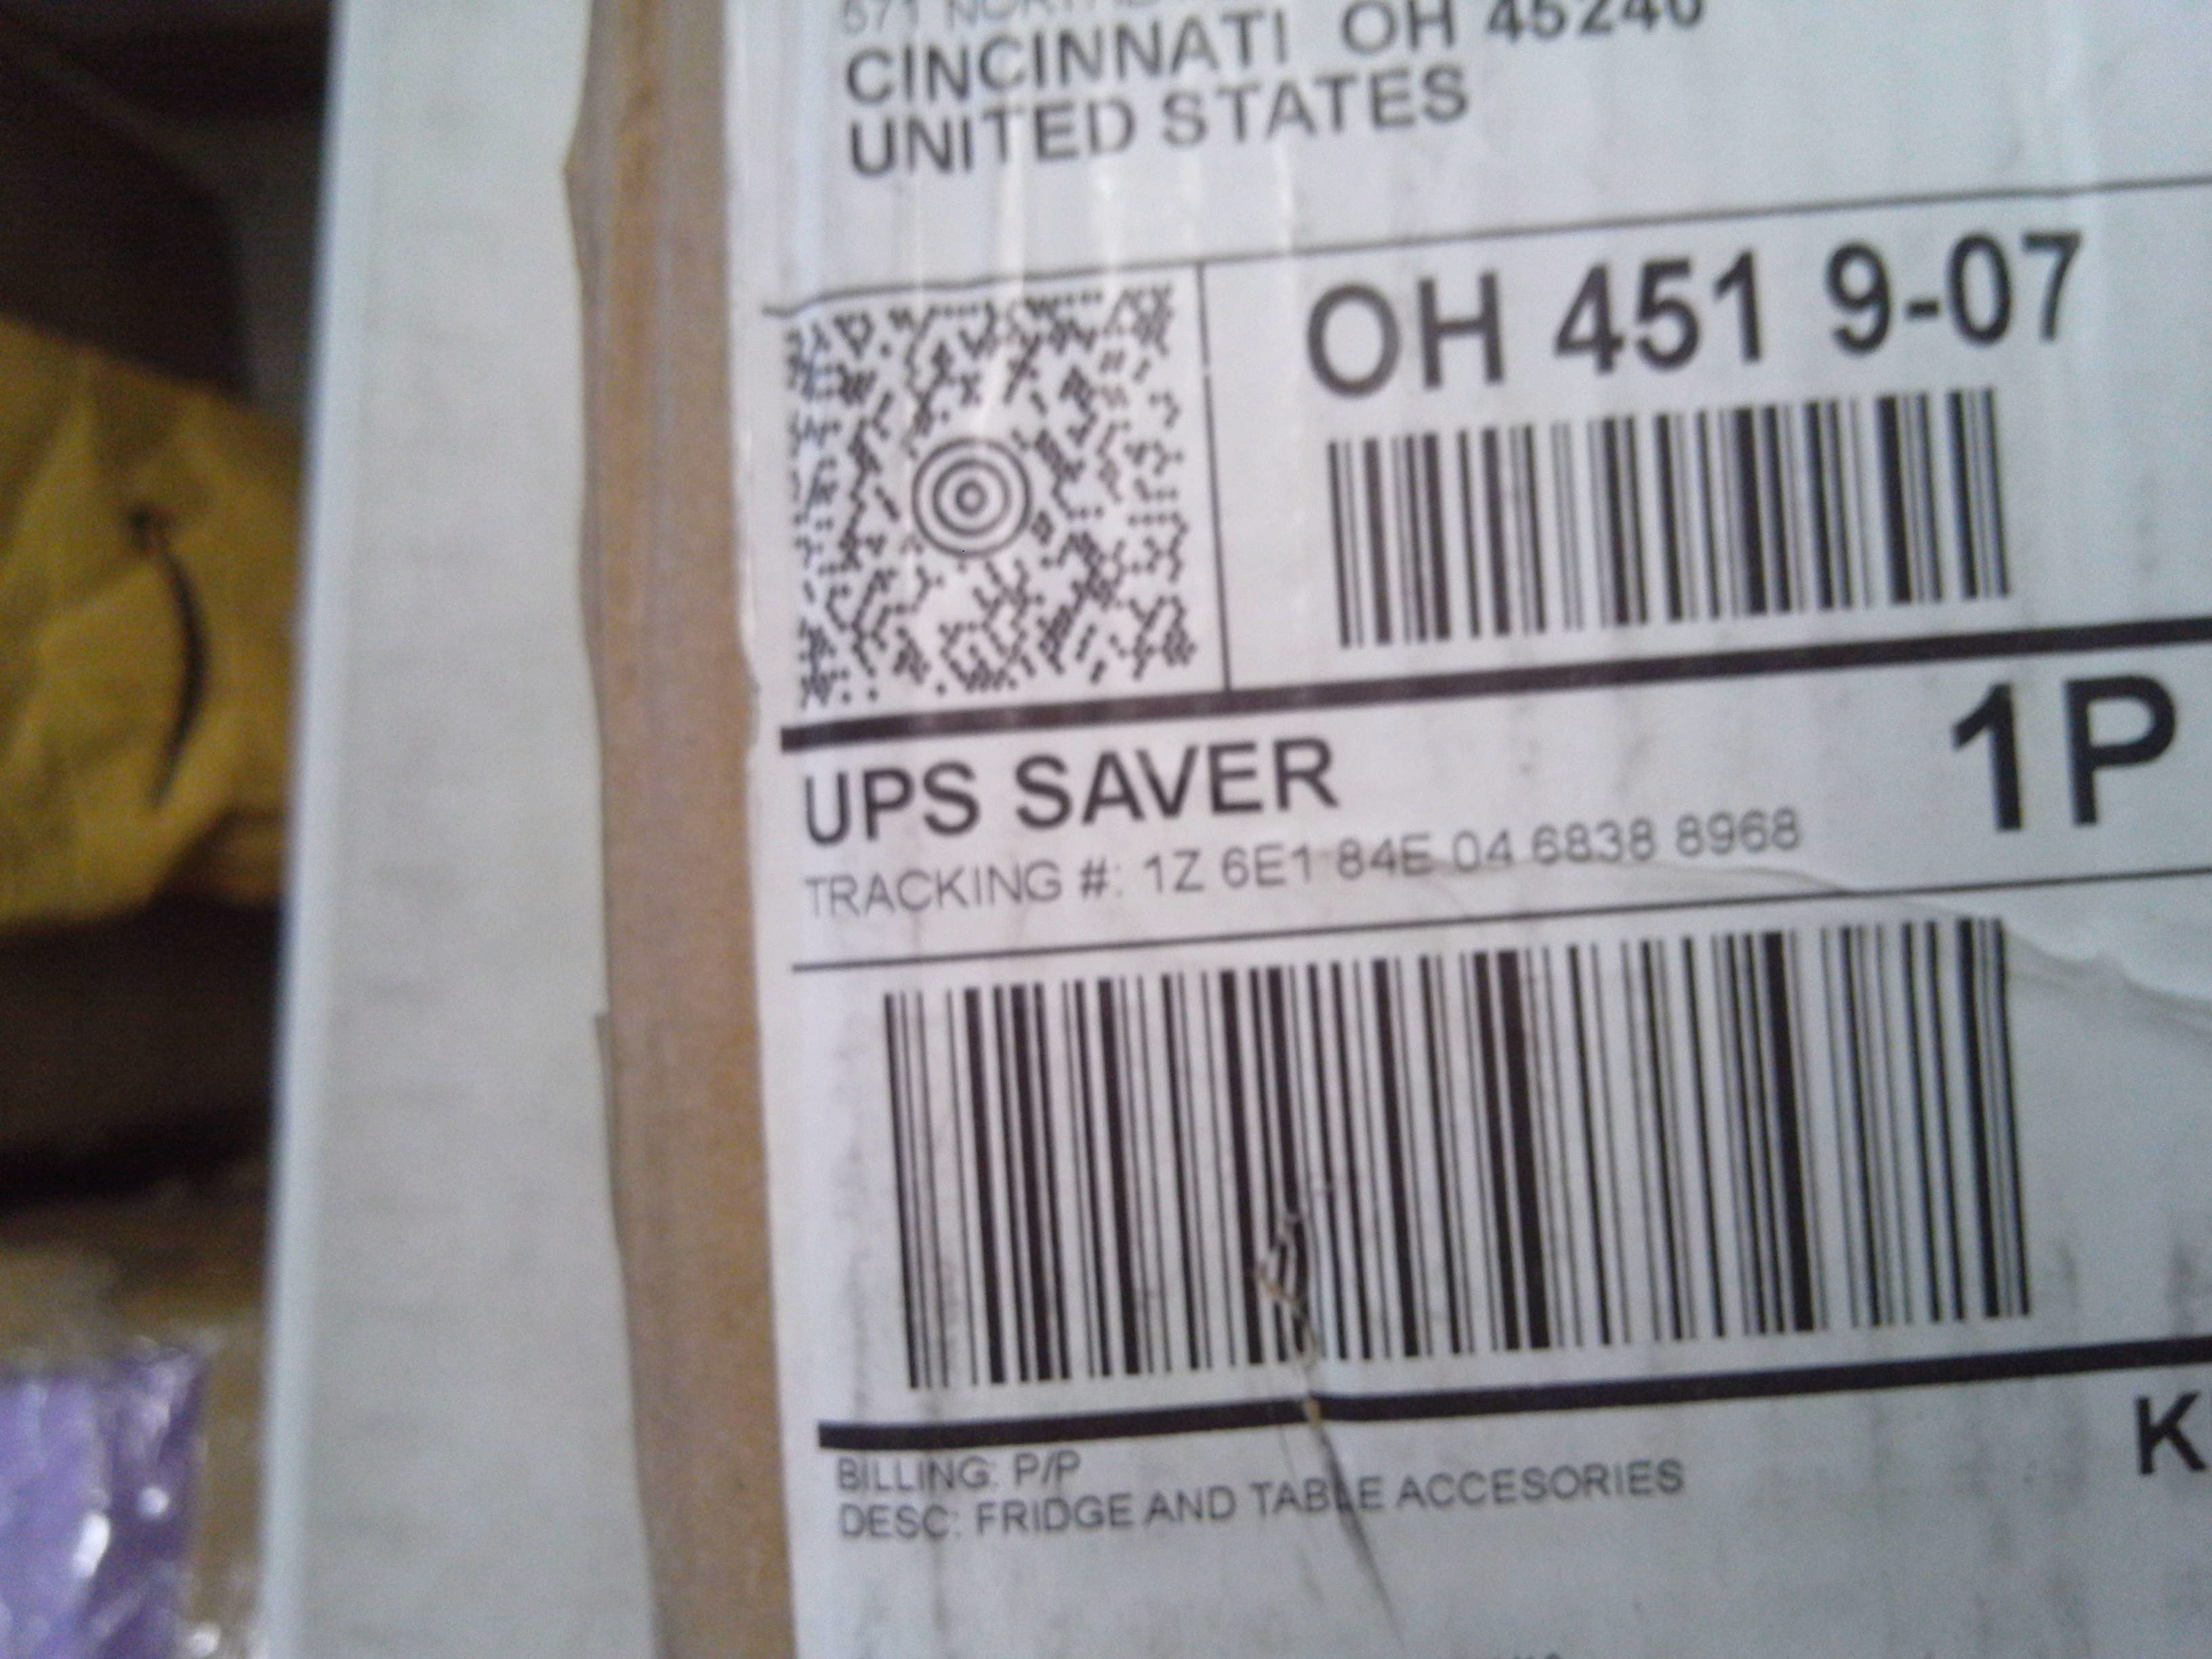 571
CINCINNATI OH 45240
UNITED STATES
OH 451 9-07
UPS SAVER
1P
TRACKING #: 1Z 6E1 84E 04 6838 8968
BILLING: P/P
DESC: FRIDGE AND TABLE ACCESORIES
K